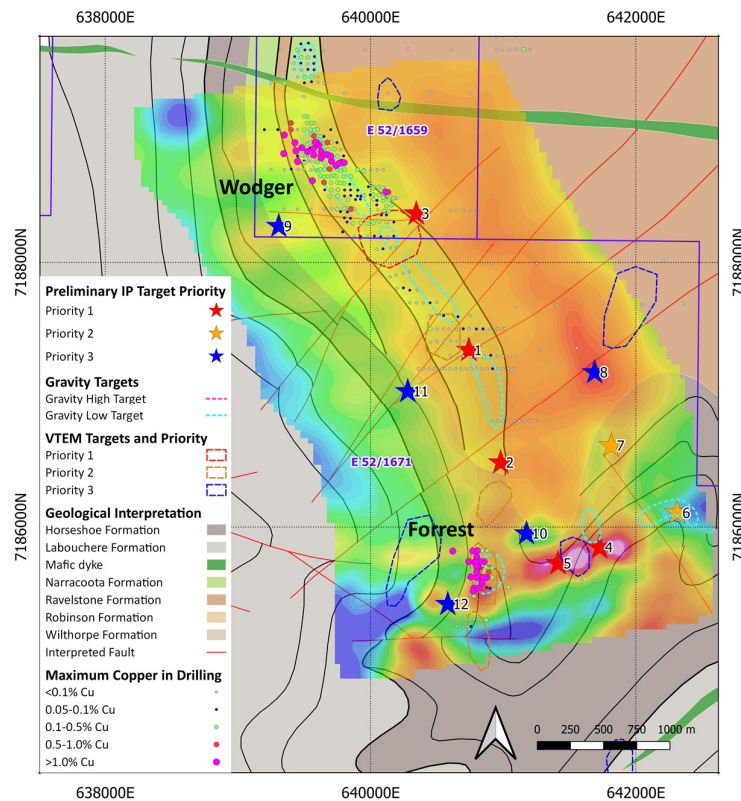 638000E 640000E 642000E
E 52/1659
Wodger
3
9
7188000N 7188000N
Preliminary IP Target Priority
Priority 1
Priority 2
Priority 3
1
8
Gravity Targets
Gravity High Target
Gravity Low Target
11
VTEM Targets and Priority
Priority 1
Priority 2
Priority 3
7
E 52/1671
2
Geological Interpretation
Horseshoe Formation
Labouchere Formation
Mafic dyke
Narracoota Formation
Ravelstone Formation
Robinson Formation
Wilthorpe Formation
Interpreted Fault
6
7186000N 7186000N
Forrest
10
4
5
12
Maximum Copper in Drilling
<0.1% Cu
0.05-0.1% Cu
0.1-0.5% Cu
0.5-1.0% Cu
>1.0% Cu
0 250 500 750 1000 m
638000E 640000E 642000E